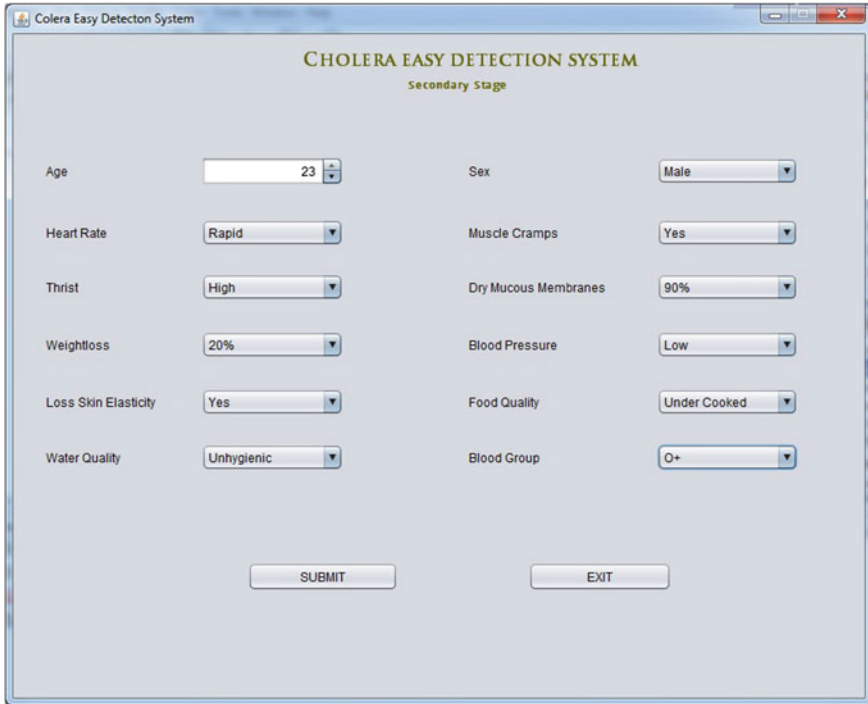 Colera Easy Detecton System
CHOLERA EASY DETECTION SYSTEM
Secondary Stage
Age 23 Sex Male
Heart Rate Rapid Muscle Cramps Yes
Thrist High Dry Mucous Membranes 90%
Weightloss 20% Blood Pressure Low
Loss Skin Elasticity Yes Food Quality Under Cooked
Water Quality Unhygienic Blood Group O+
SUBMIT EXIT